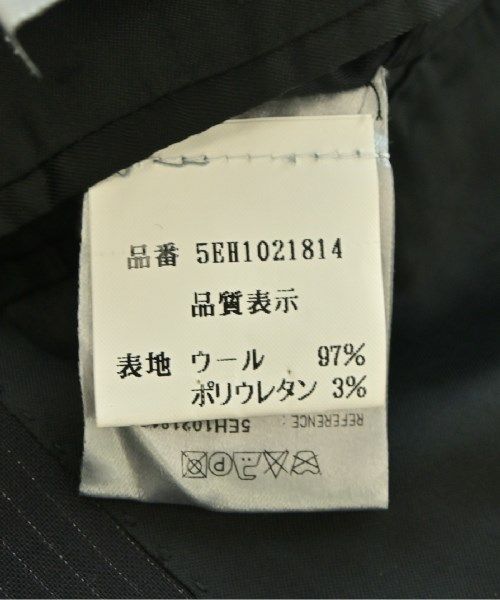 品番 5EH1021814
品質表示
表地 ウール 97%
ポリウレタン 3%
REFERENCE :